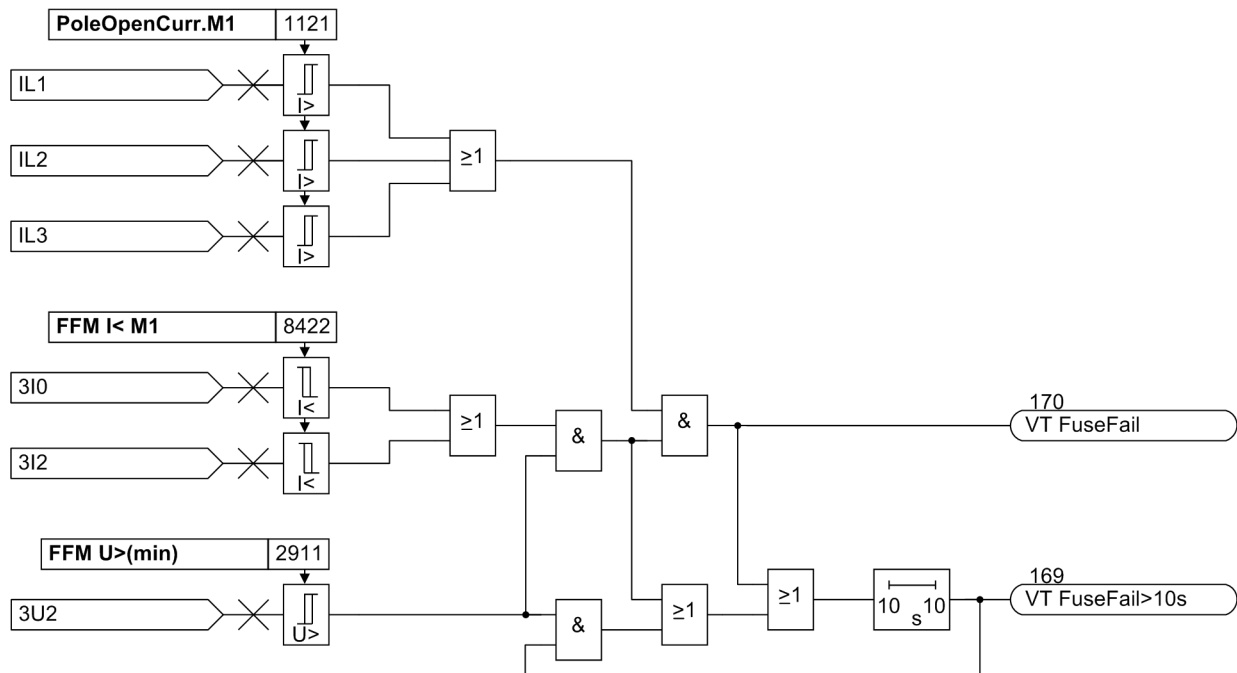 PoleOpenCurr.M1 1121
IL1
I>
IL2
I>
≥1
IL3
I>
FFM I< M1 8422
3I0
I<
≥1
&
&
170
VT FuseFail
3I2
I<
FFM U>(min) 2911
3U2
U>
&
≥1
≥1
10 10
s
169
VT FuseFail>10s